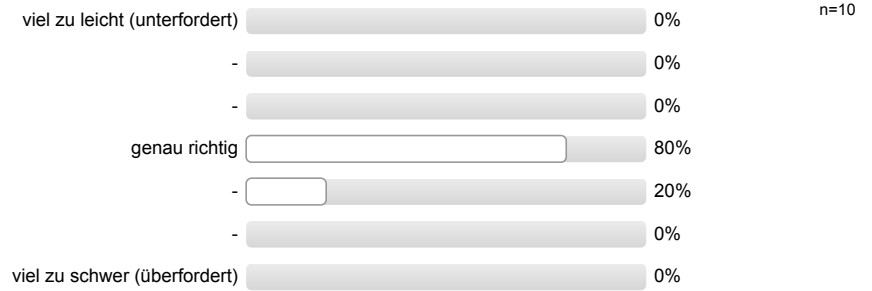 viel zu leicht (unterfordert) 0% n=10
- 0%
- 0%
genau richtig 80%
- 20%
- 0%
viel zu schwer (überfordert) 0%